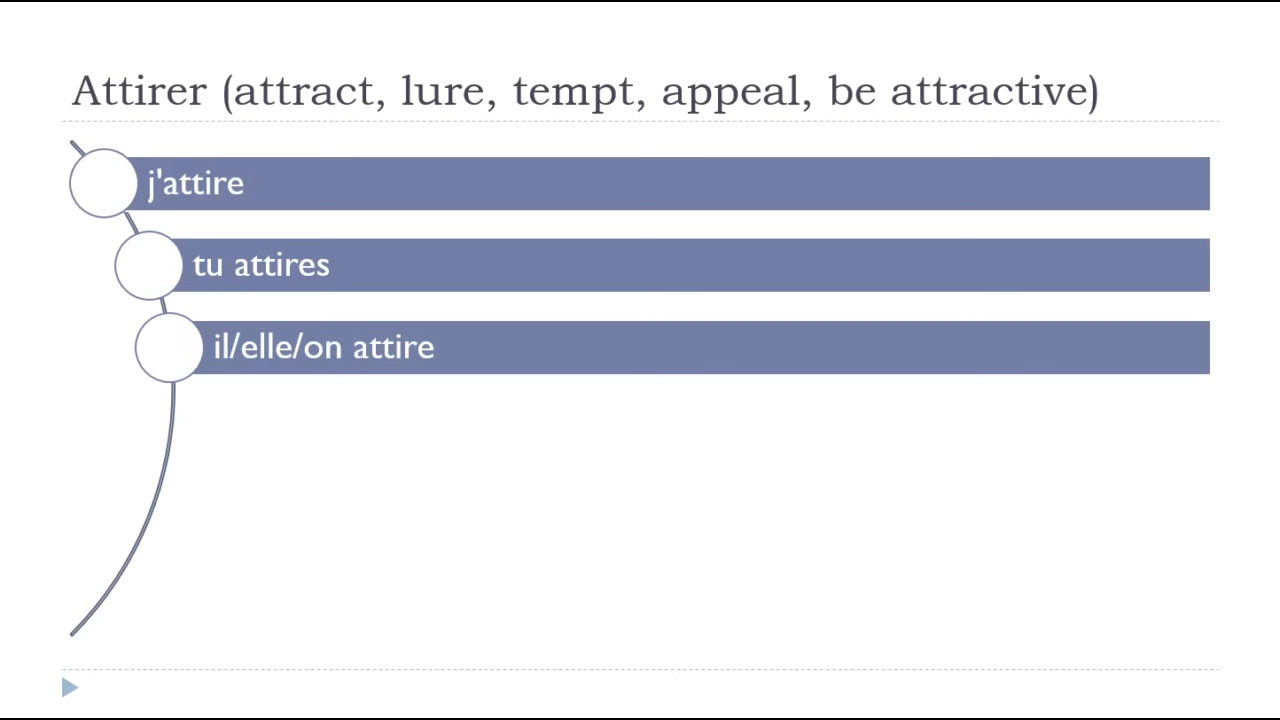 Attirer (attract, lure, tempt, appeal, be attractive)
j'attire
tu attires
il/elle/on attire